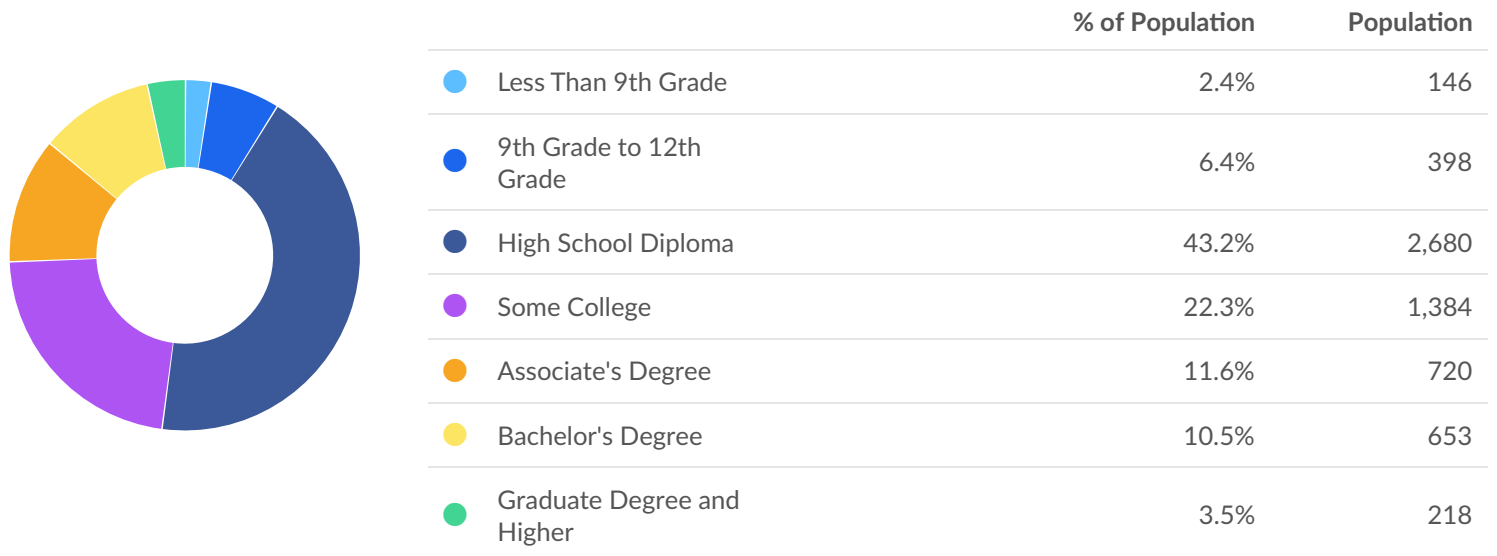 % of Population Population
Less Than 9th Grade 2.4% 146
9th Grade to 12th
Grade 6.4% 398
High School Diploma 43.2% 2,680
Some College 22.3% 1,384
Associate's Degree 11.6% 720
Bachelor's Degree 10.5% 653
Graduate Degree and
Higher 3.5% 218